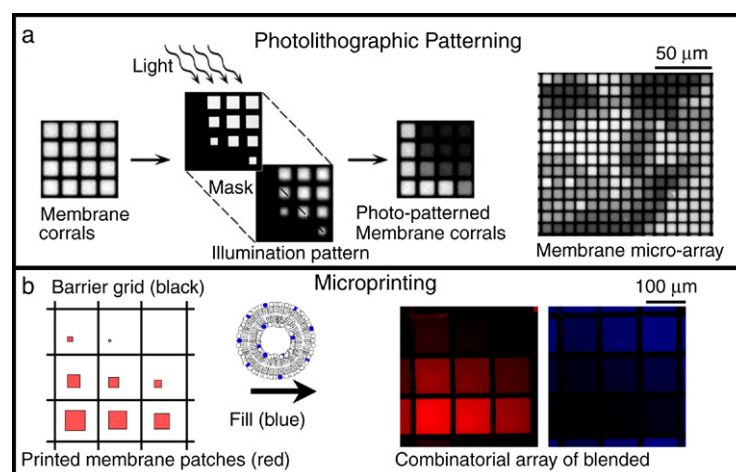 a
Photolithographic Patterning
Light
50 μm
Mask
Membrane
corrals
Illumination pattern
Photo-patterned
Membrane corrals
Membrane micro-array
b
Microprinting
Barrier grid (black)
100 μm
Fill (blue)
Printed membrane patches (red)
Combinatorial array of blended